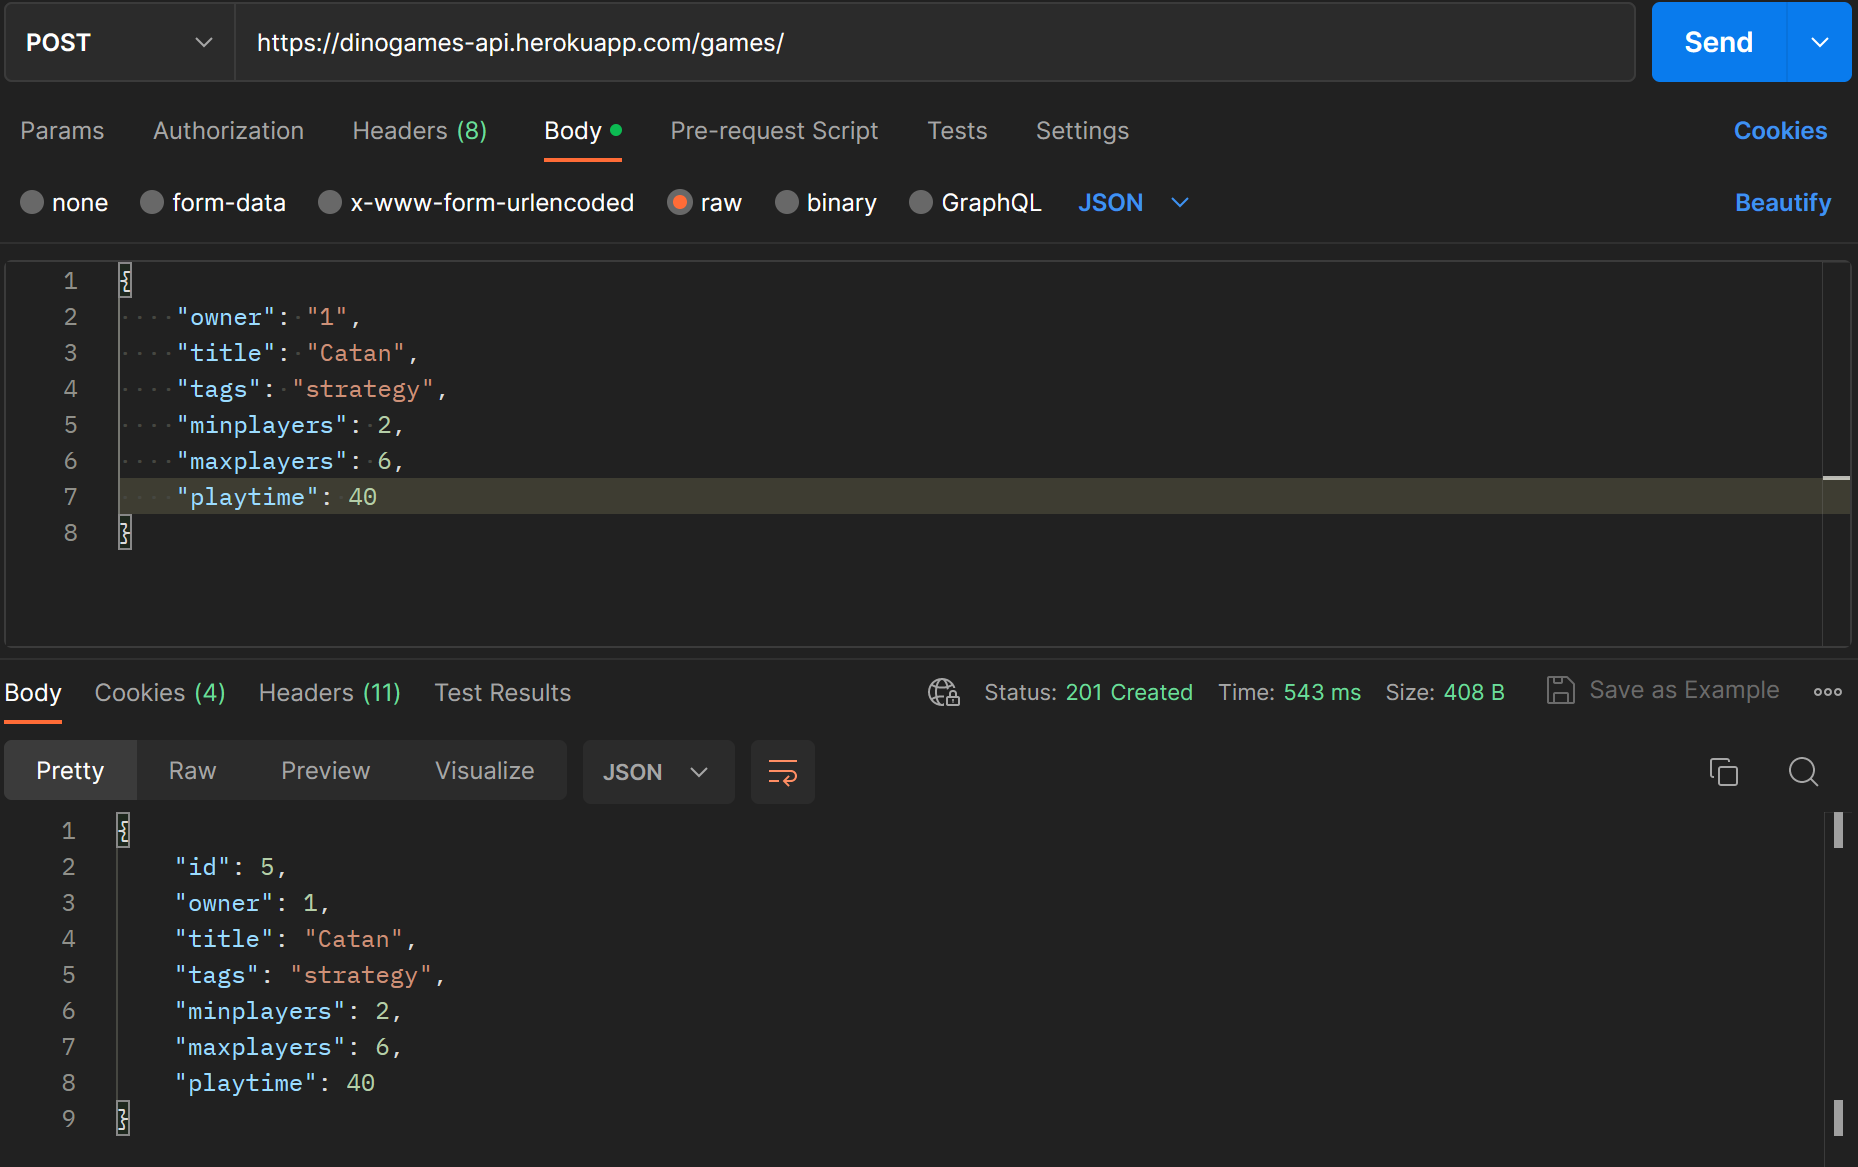 POST https://dinogames-api.herokuapp.com/games/ Send
Params Authorization Headers (8) Body Pre-request Script Tests Settings Cookies
none form-data x-www-form-urlencoded raw binary GraphQL JSON Beautify
1 {
2 "owner": "1",
3 "title": "Catan",
4 "tags": "strategy",
5 "minplayers": 2,
6 "maxplayers": 6,
7 "playtime": 40
8 }
Body Cookies (4) Headers (11) Test Results Status: 201 Created Time: 543 ms Size: 408 B Save as Example
Pretty Raw Preview Visualize JSON
1 {
2 "id": 5,
3 "owner": 1,
4 "title": "Catan",
5 "tags": "strategy",
6 "minplayers": 2,
7 "maxplayers": 6,
8 "playtime": 40
9 }